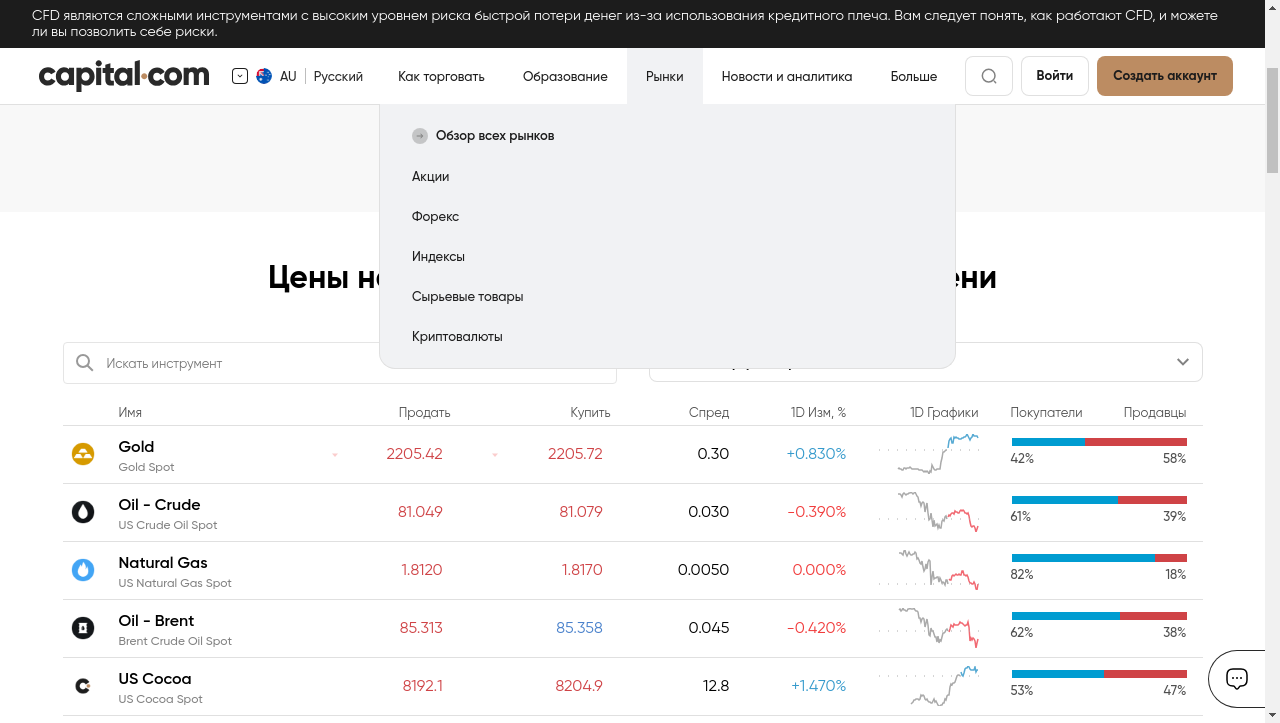 CFD являются сложными инструментами с высоким уровнем риска быстрой потери денег из-за использования кредитного плеча. Вам следует понять, как работают CFD, и можете
ли вы позволить себе риски.
capital.com AU Русский Как торговать Образование Рынки Новости и аналитика Больше Войти Создать аккаунт
Обзор всех рынков
Акции
Форекс
Индексы
Сырьевые товары
Криптовалюты
Цены
Искать инструмент
Имя Продать Купить Спред 1D Изм, % 1D Графики Покупатели Продавцы
Gold 2205.42 2205.72 0.30 +0.830%
Gold Spot 42% 58%
Oil - Crude 81.049 81.079 0.030 -0.390%
US Crude Oil Spot 61% 39%
Natural Gas 1.8120 1.8170 0.0050 0.000%
US Natural Gas Spot 82% 18%
Oil - Brent 85.313 85.358 0.045 -0.420%
Brent Crude Oil Spot 62% 38%
US Cocoa 8192.1 8204.9 12.8 +1.470%
US Cocoa Spot 53% 47%